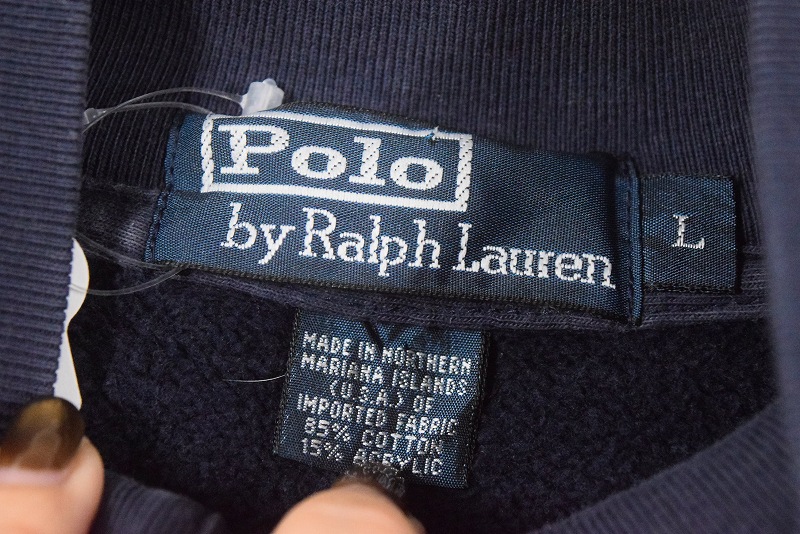 Polo
by Ralph Lauren
L
MADE IN NORTHERN
MARIANA ISLANDS
(U.S.A.) OF
IMPORTED FABRIC
85% COTTON
15% ACRYLIC